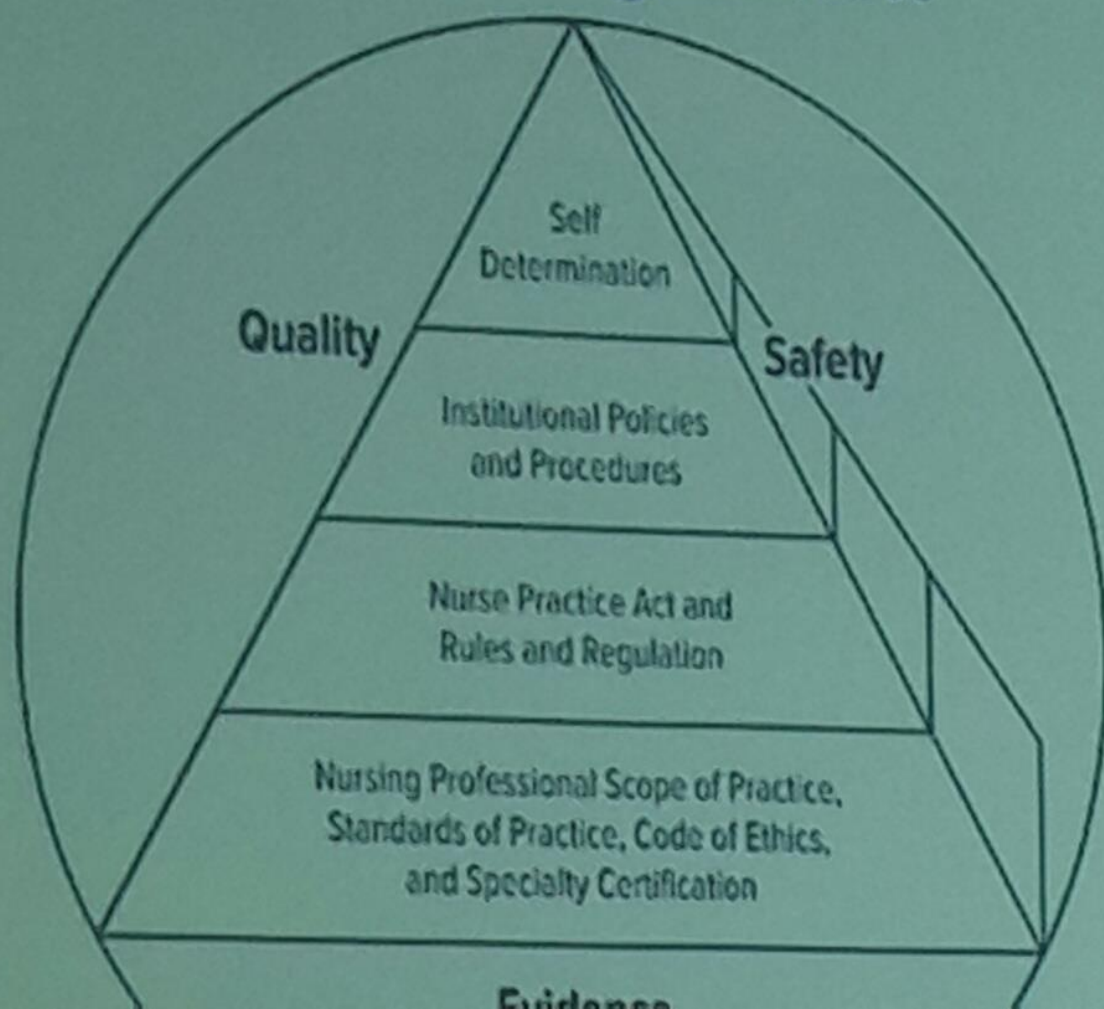 Self
Determination
Quality
Safety
Institutional Policies
and Procedures
Nurse Practice Act and
Rules and Regulation
Nursing Professional Scope of Practice,
Standards of Practice, Code of Ethics,
and Specialty Certification
Evidence